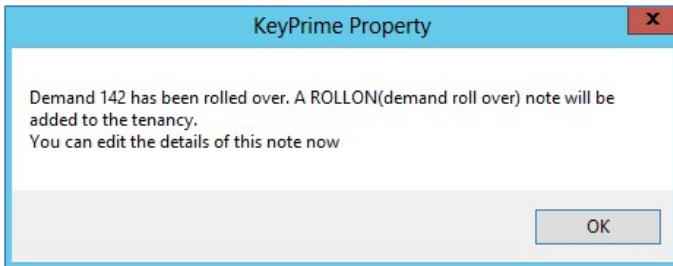 KeyPrime Property
x
Demand 142 has been rolled over. A ROLLON(demand roll over) note will be
added to the tenancy.
You can edit the details of this note now
OK